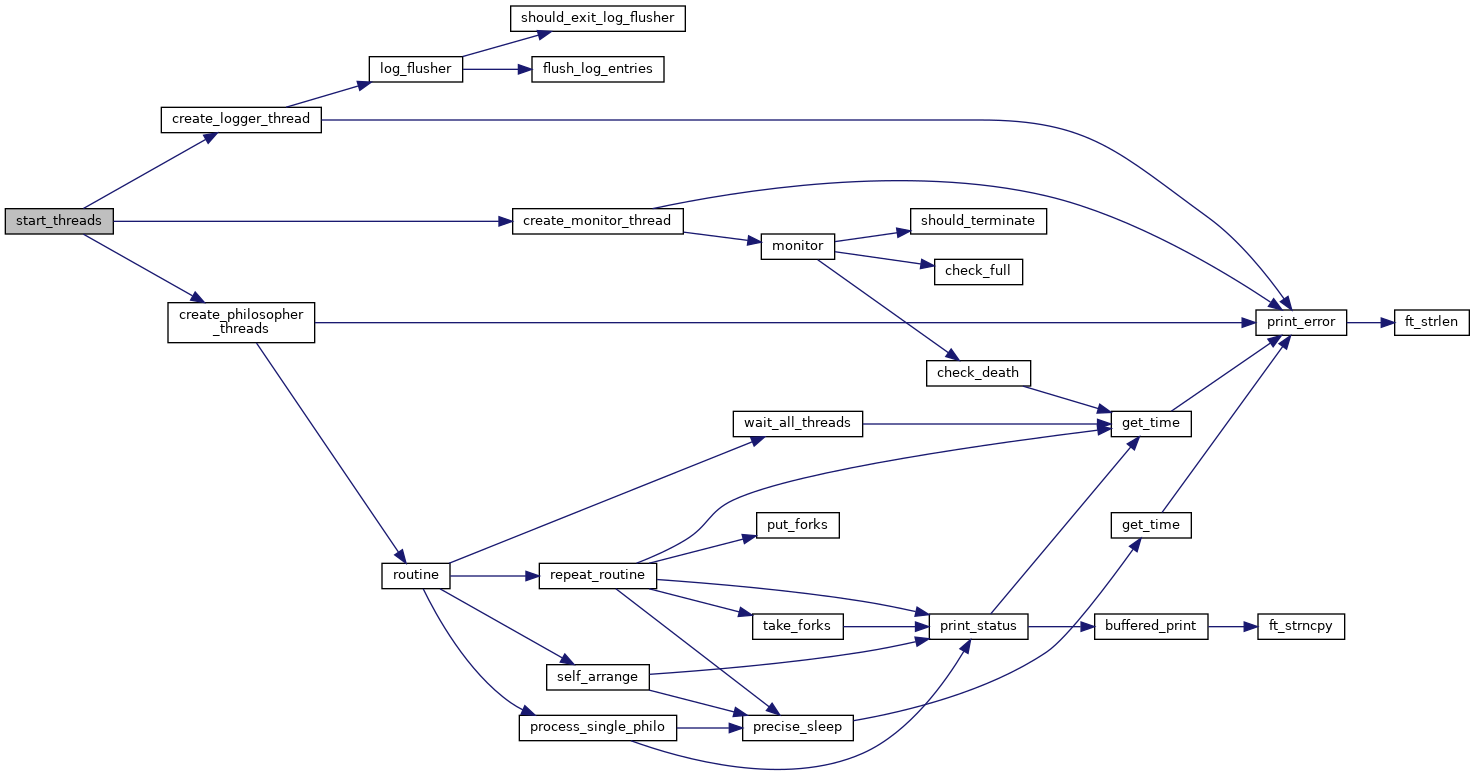 should_exit_log_flusher
log_flusher
flush_log_entries
create_logger_thread
start_threads
create_monitor_thread
should_terminate
monitor
check_full
create_philosopher
_threads
print_error
ft_strlen
check_death
wait_all_threads
get_time
put_forks
get_time
routine
repeat_routine
take_forks
print_status
buffered_print
ft_strncpy
self_arrange
process_single_philo
precise_sleep